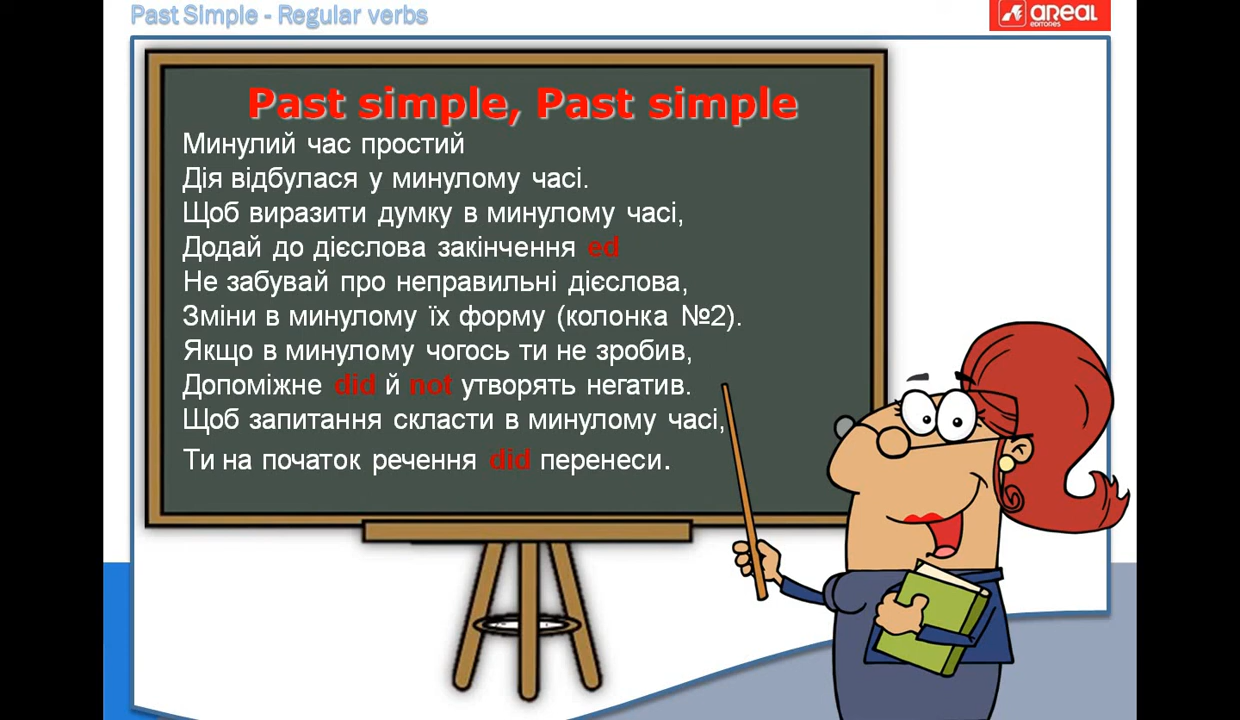 Past Simple - Regular verbs
aREaL
EDITORES
Past simple, Past simple
Минулий час простий
Дія відбулася у минулому часі.
Щоб виразити думку в минулому часі,
Додай до дієслова закінчення ed
Не забувай про неправильні дієслова,
Зміни в минулому їх форму (колонка №2).
Якщо в минулому чогось ти не зробив,
Допоміжне did й not утворять негатив.
Щоб запитання скласти в минулому часі,
Ти на початок речення did перенеси.